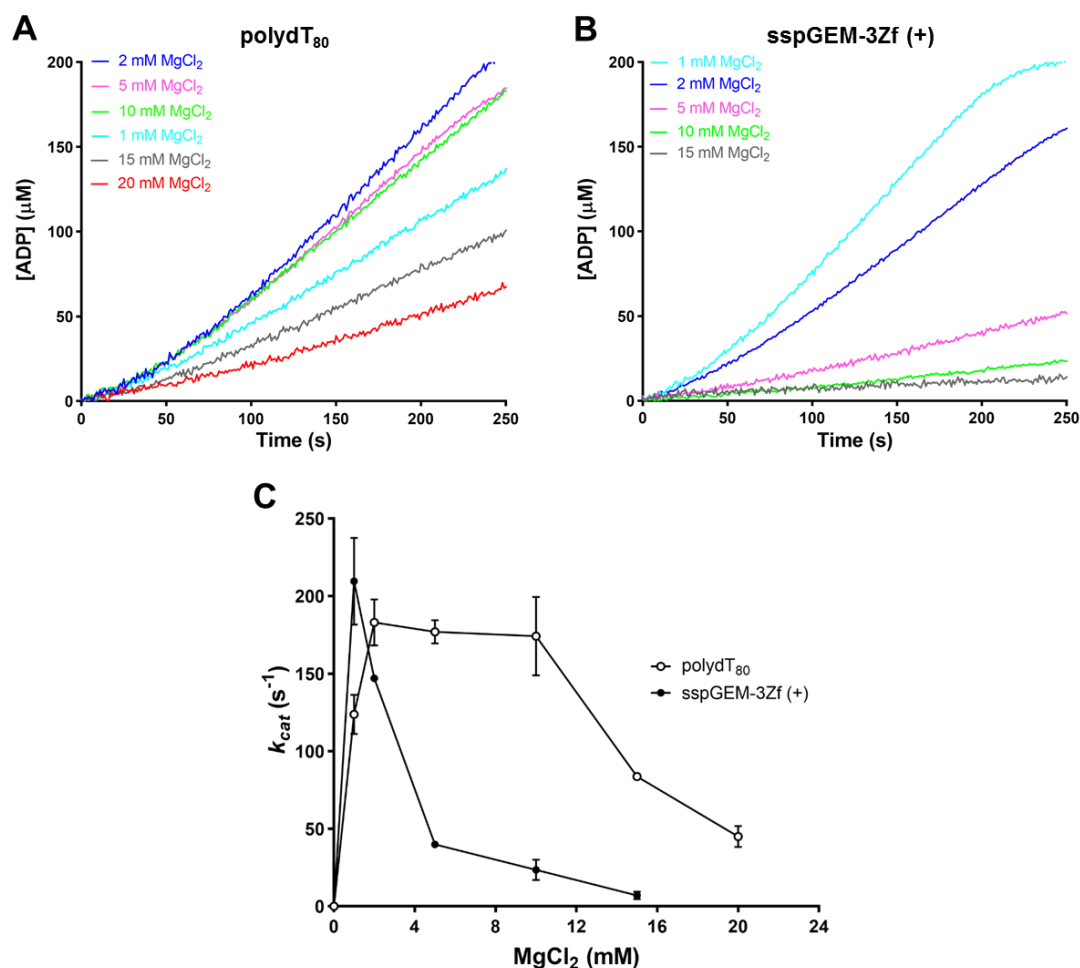 A
polydT80
2 mM MgCl2
5 mM MgCl2
10 mM MgCl2
1 mM MgCl2
15 mM MgCl2
20 mM MgCl2
200
150
100
50
0
[ADP] (μM)
0 50 100 150 200 250
Time (s)
B
sspGEM-3Zf (+)
1 mM MgCl2
2 mM MgCl2
5 mM MgCl2
10 mM MgCl2
15 mM MgCl2
200
150
100
50
0
[ADP] (μM)
0 50 100 150 200 250
Time (s)
C
250
200
150
100
50
0
kcat (s-1)
polydT80
sspGEM-3Zf (+)
0 4 8 12 16 20 24
MgCl2 (mM)